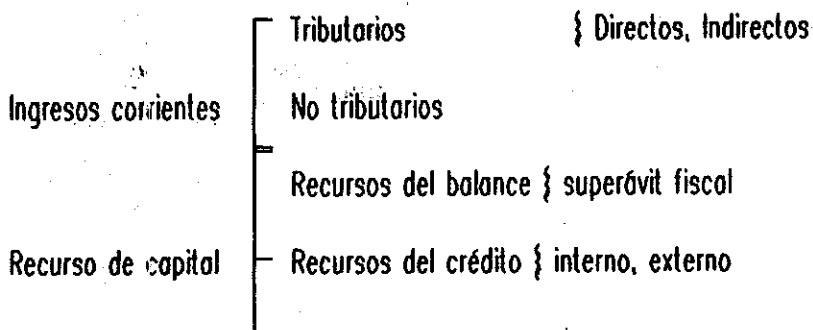 Tributarios } Directos, Indirectos
Ingresos corrientes No tributarios
Recursos del balance } superávit fiscal
Recurso de capital Recursos del crédito } interno, externo